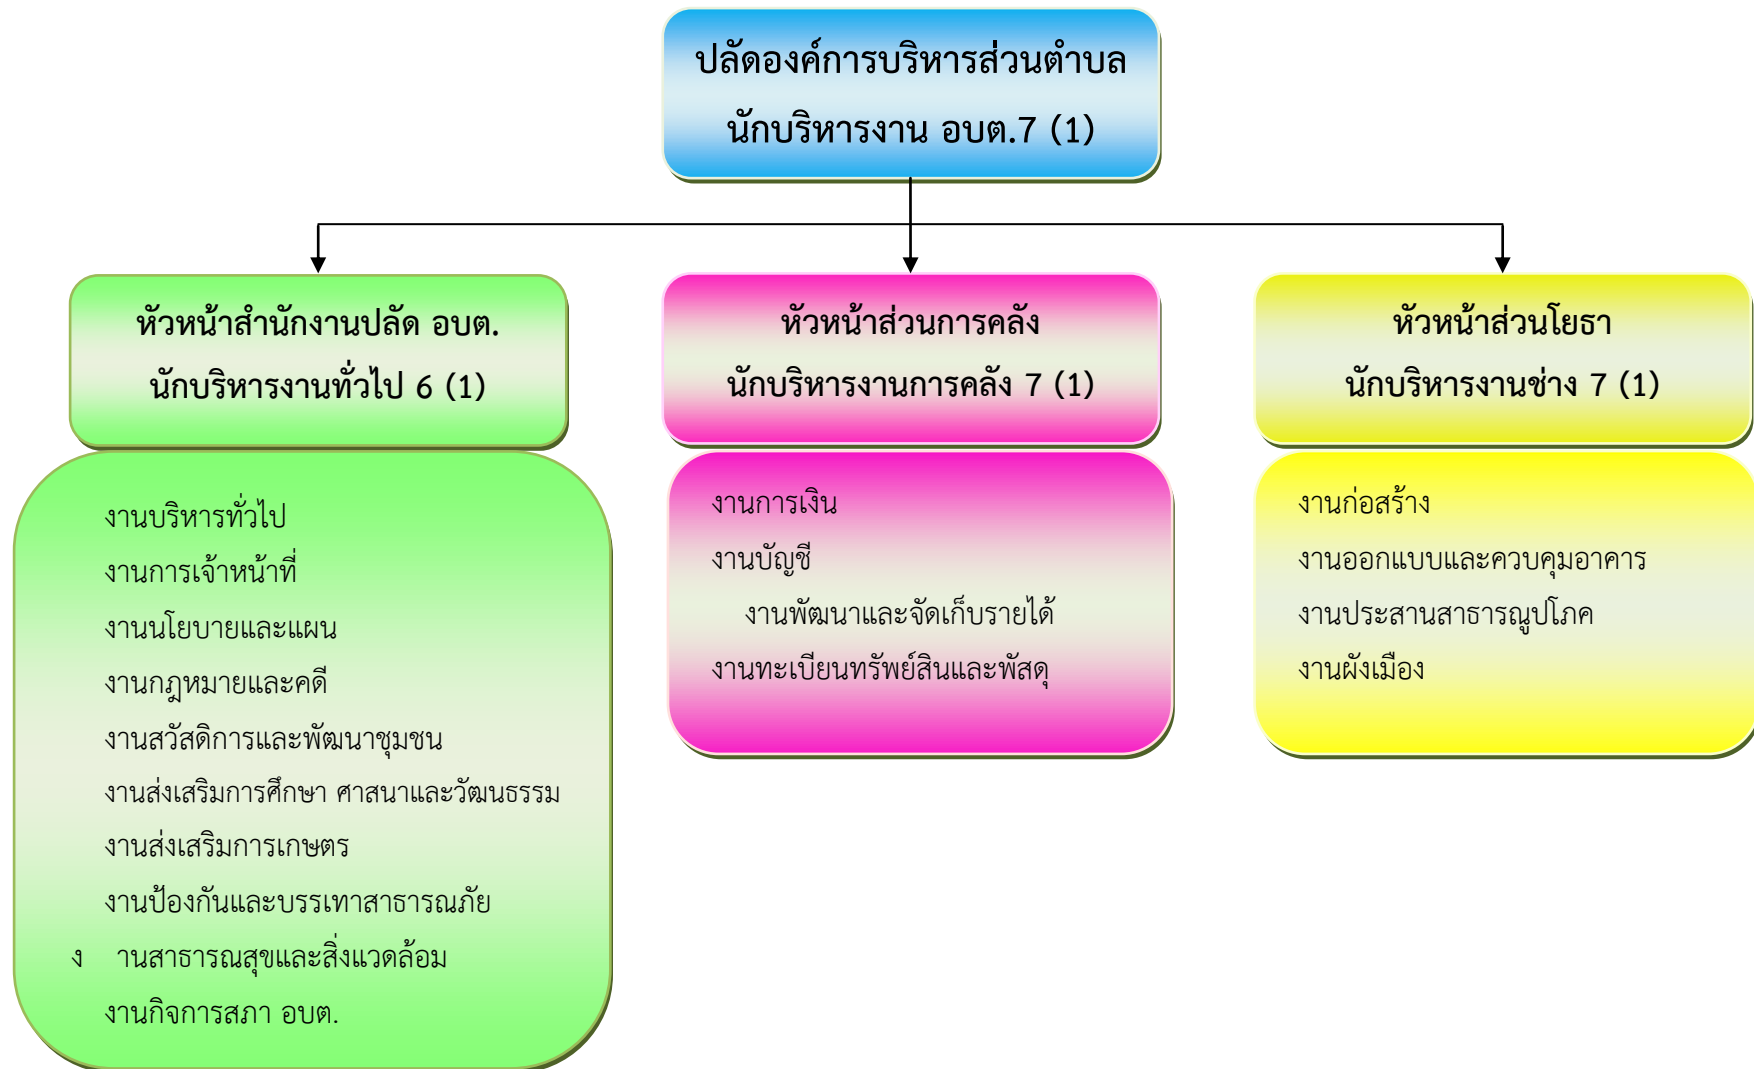 ปลัดองค์การบริหารส่วนตำบล
นักบริหารงาน อบต.7 (1)
หัวหน้าสำนักงานปลัด อบต.
นักบริหารงานทั่วไป 6 (1)
งานบริหารทั่วไป
งานการเจ้าหน้าที่
งานนโยบายและแผน
งานกฎหมายและคดี
งานสวัสดิการและพัฒนาชุมชน
งานส่งเสริมการศึกษา ศาสนาและวัฒนธรรม
งานส่งเสริมการเกษตร
งานป้องกันและบรรเทาสาธารณภัย
ง านสาธารณสุขและสิ่งแวดล้อม
งานกิจการสภา อบต.
หัวหน้าส่วนการคลัง
นักบริหารงานการคลัง 7 (1)
งานการเงิน
งานบัญชี
งานพัฒนาและจัดเก็บรายได้
งานทะเบียนทรัพย์สินและพัสดุ
หัวหน้าส่วนโยธา
นักบริหารงานช่าง 7 (1)
งานก่อสร้าง
งานออกแบบและควบคุมอาคาร
งานประสานสาธารณูปโภค
งานผังเมือง